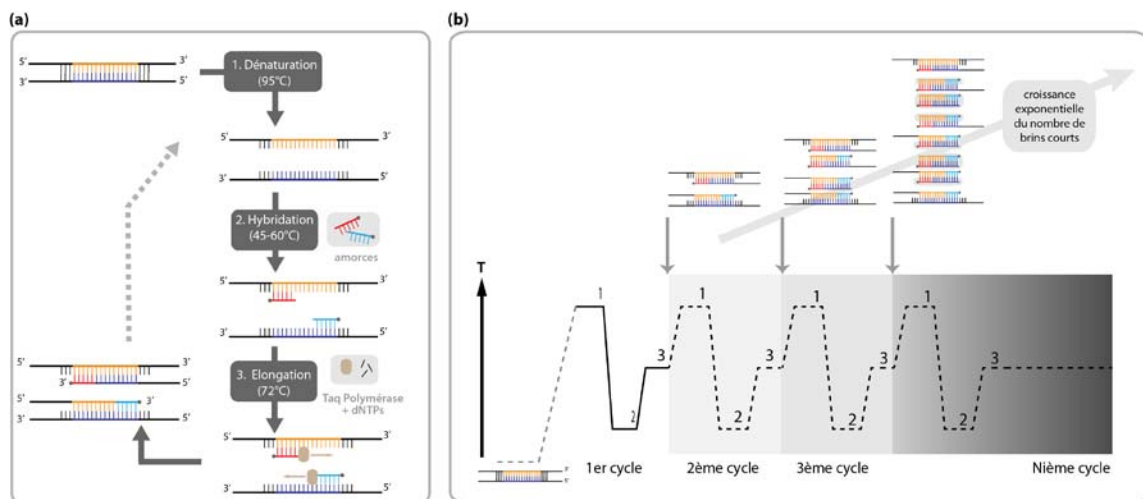 (a)
5' 3'
3' 5'
1. Dénaturation
(95°C)
5' 3'
3' 5'
2. Hybridation
(45-60°C)
amorces
5' 3'
3' 5'
3. Elongation
(72°C)
Taq Polymérase
+ dNTPs
5' 3'
3' 5'
5' 3'
3' 5'
5' 3'
3' 5'
(b)
croissance
exponentielle
du nombre de
brins courts
T
1 1 1 1
3 3 3 3
2 2 2 2
1er cycle 2ème cycle 3ème cycle Nième cycle